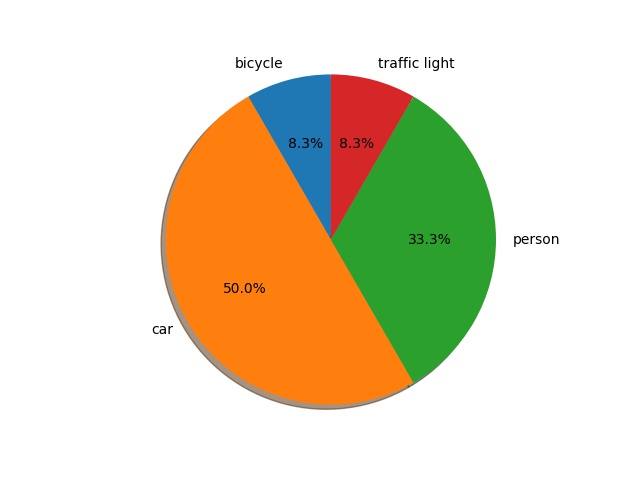 bicycle
traffic light
8.3%
8.3%
33.3%
person
50.0%
car